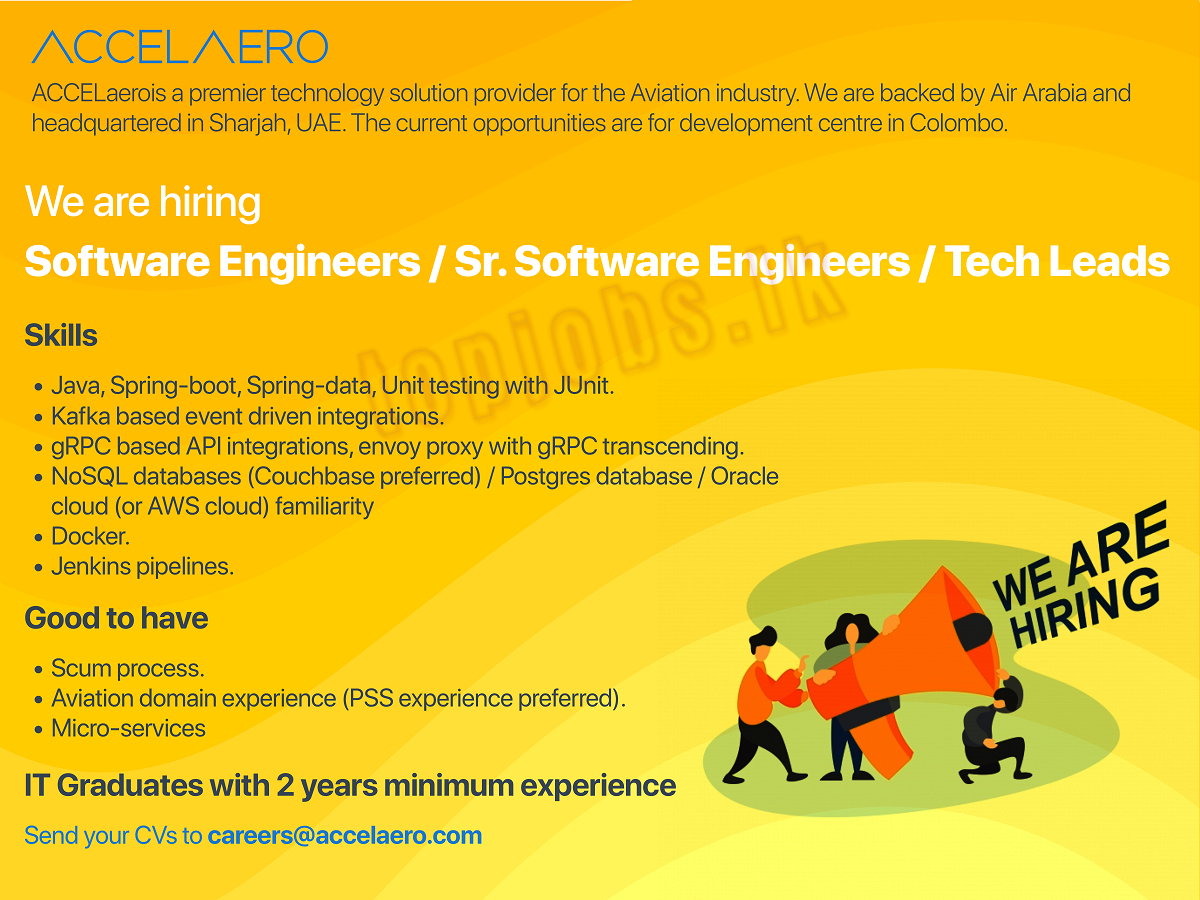 ACCELAERO
ACCELaerois a premier technology solution provider for the Aviation industry. We are backed by Air Arabia and
headquartered in Sharjah, UAE. The current opportunities are for development centre in Colombo.
We are hiring
Software Engineers / Sr. Software Engineers / Tech Leads
topjobs.lk
Skills
• Java, Spring-boot, Spring-data, Unit testing with JUnit.
• Kafka based event driven integrations.
• gRPC based API integrations, envoy proxy with gRPC transcending.
• NoSQL databases (Couchbase preferred) / Postgres database / Oracle
cloud (or AWS cloud) familiarity
• Docker.
• Jenkins pipelines.
WE ARE
HIRING
Good to have
• Scum process.
• Aviation domain experience (PSS experience preferred).
• Micro-services
IT Graduates with 2 years minimum experience
Send your CVs to careers@accelaero.com